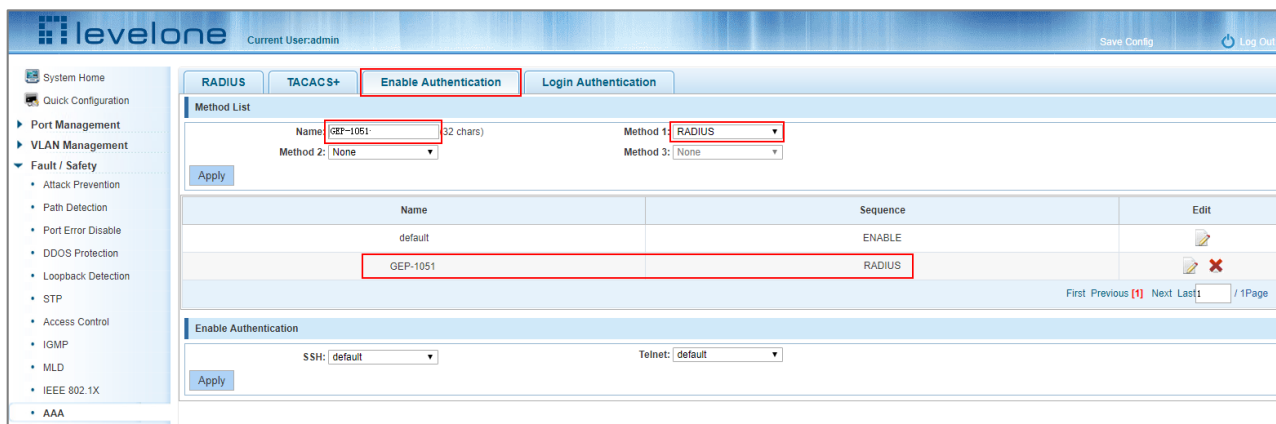 levelone Current User:admin Save Config Log Out
System Home
Quick Configuration
Port Management
VLAN Management
Fault / Safety
Attack Prevention
Path Detection
Port Error Disable
DDOS Protection
Loopback Detection
STP
Access Control
IGMP
MLD
IEEE 802.1X
AAA
RADIUS TACACS+ Enable Authentication Login Authentication
Method List
Name: GEP-1051 (32 chars) Method 1: RADIUS
Method 2: None Method 3: None
Apply
Name Sequence Edit
default ENABLE
GEP-1051 RADIUS
First Previous [1] Next Last 1 / 1Page
Enable Authentication
SSH: default Telnet: default
Apply